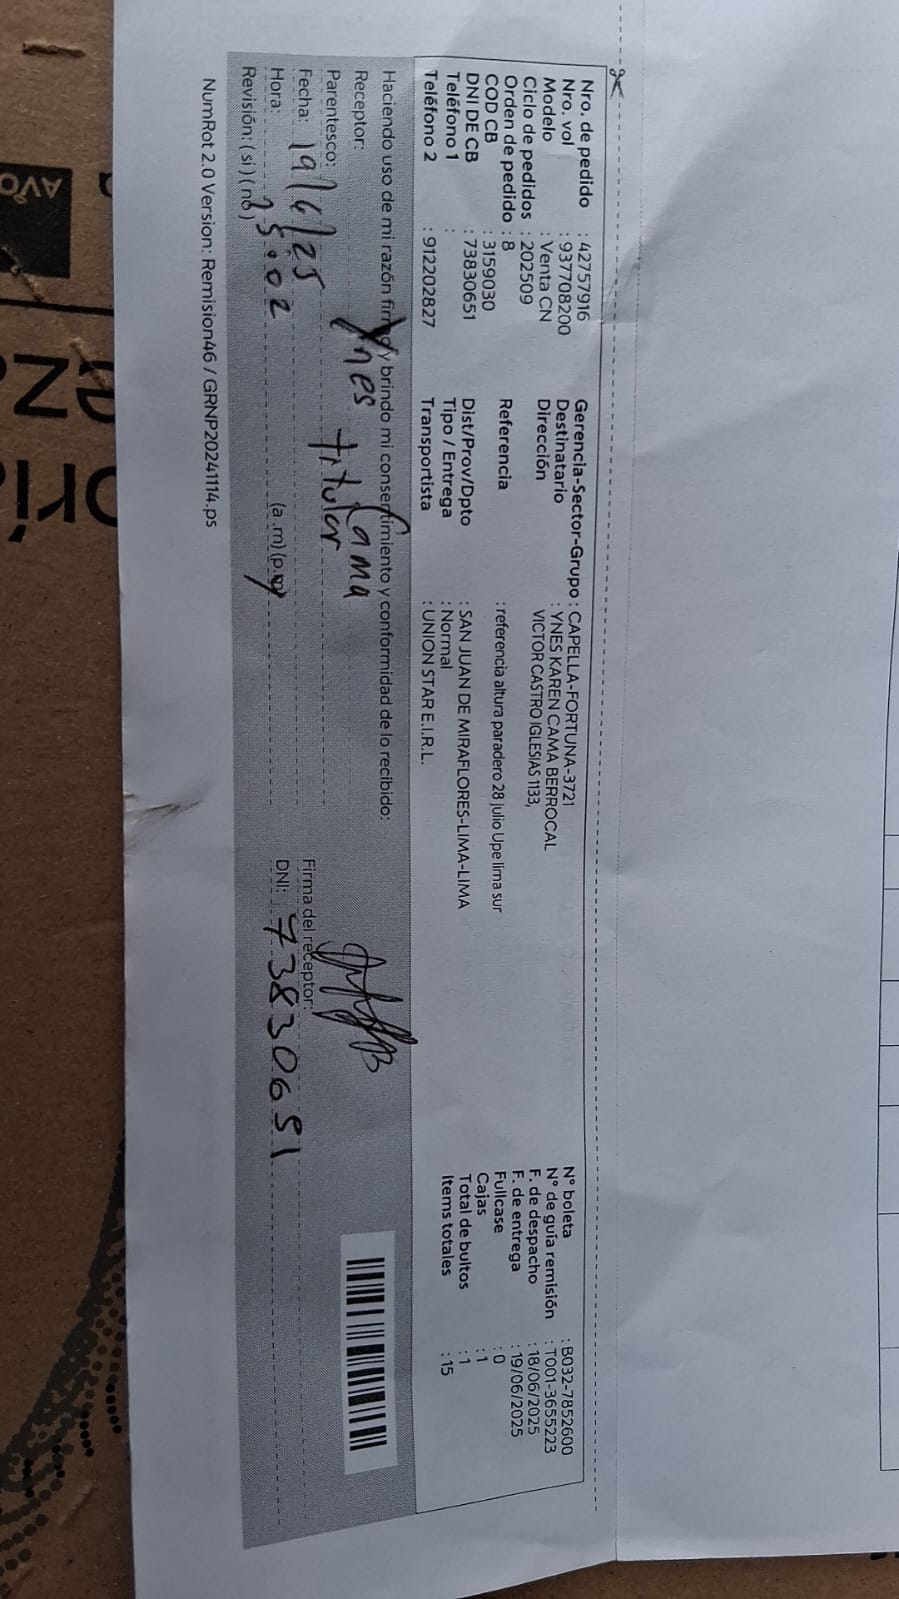 Nro. de pedido : 42757916
Nro. vol : 937708200
Modelo : Venta CN
Ciclo de pedidos : 202509
Orden de pedido : 8
COD CB : 3159030
DNI DE CB : 73830651
Teléfono 1 :
Teléfono 2 : 912202827
Gerencia-Sector-Grupo : CAPELLA-FORTUNA-3721
Destinatario : YNES KAREN CAMA BERROCAL
Dirección VICTOR CASTRO IGLESIAS 1133,
Referencia : referencia altura paradero 28 julio Upe lima sur
Dist/Prov/Dpto : SAN JUAN DE MIRAFLORES-LIMA-LIMA
Tipo / Entrega : Normal
Transportista : UNION STAR E.I.R.L.
N° boleta : B032-7852600
N° de guía remisión : T001-3655223
F. de despacho : 18/06/2025
F. de entrega : 19/06/2025
Fullcase : 0
Cajas : 1
Total de bultos : 1
Items totales : 15
Haciendo uso de mi razón firmo y brindo mi consentimiento y conformidad de lo recibido:
Receptor: Ynes Cama
Parentesco: titular
Fecha: 19/6/25
Hora: 15:02 (a.m) (p.m)
Revisión: ( si ) ( no )
Firma del receptor:
DNI: 73830651
NumRot 2.0 Version: Remision46 / GRNP20241114.ps